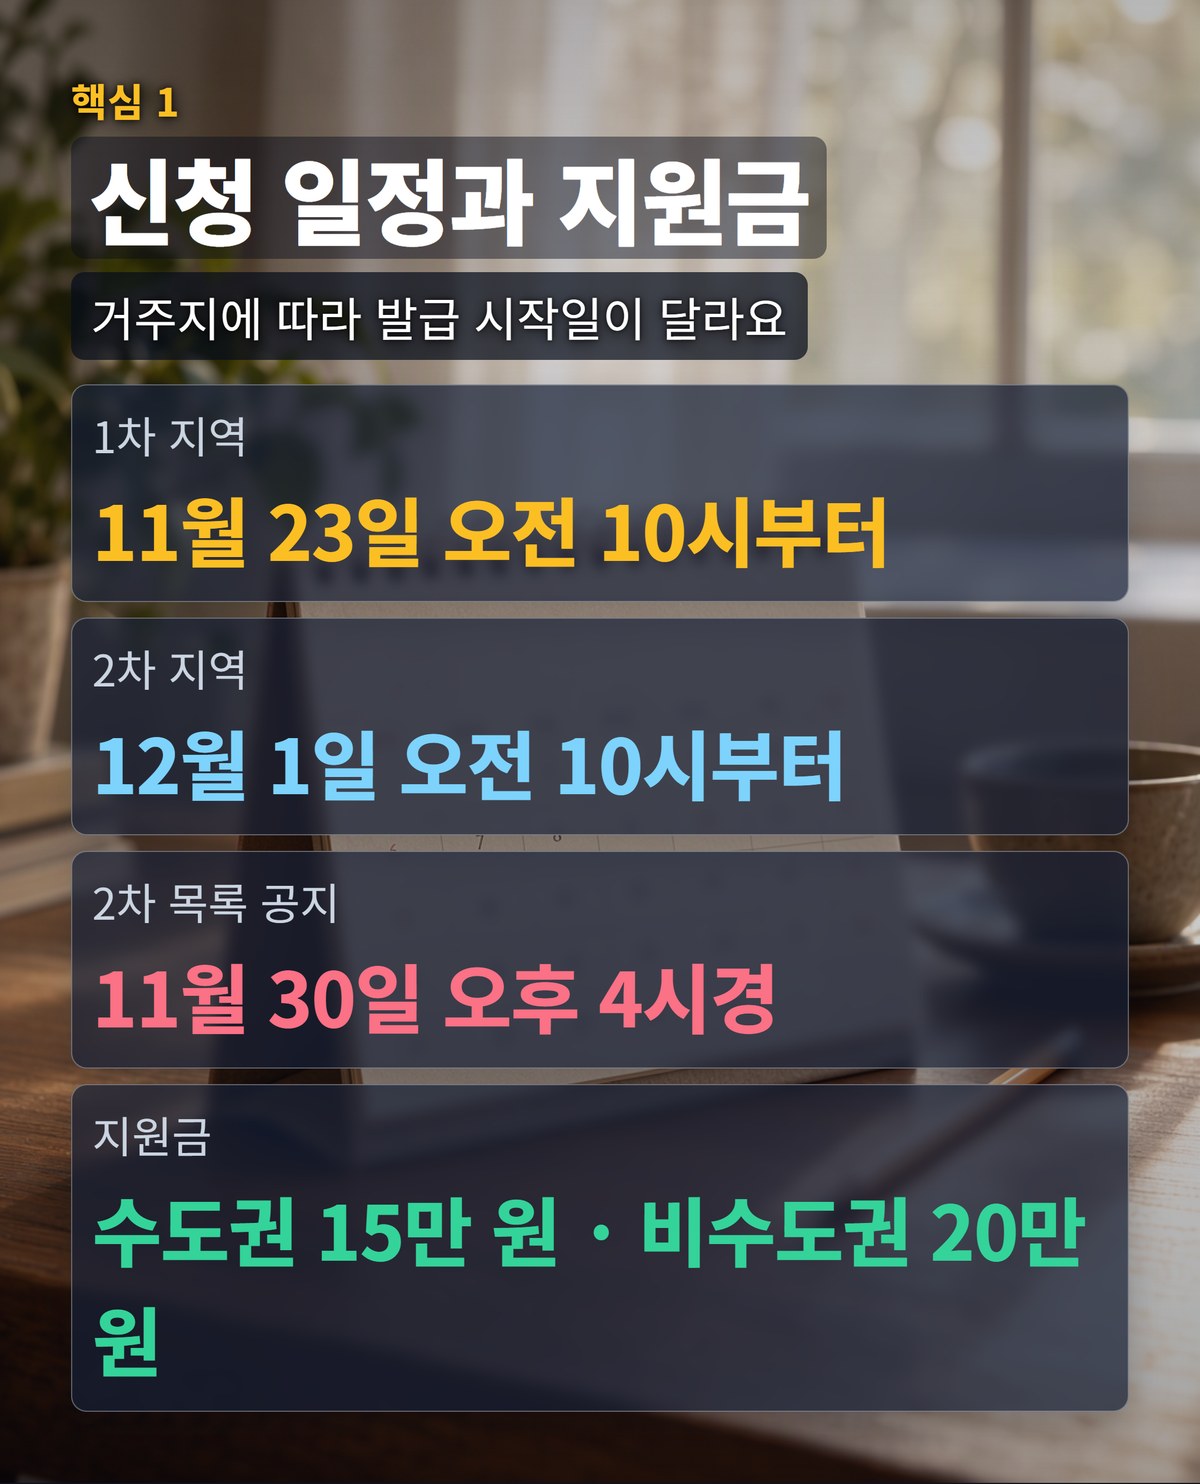 핵심 1
신청 일정과 지원금
거주지에 따라 발급 시작일이 달라요
1차 지역
11월 23일 오전 10시부터
2차 지역
12월 1일 오전 10시부터
7 8
2차 목록 공지
11월 30일 오후 4시경
지원금
수도권 15만 원 · 비수도권 20만
원